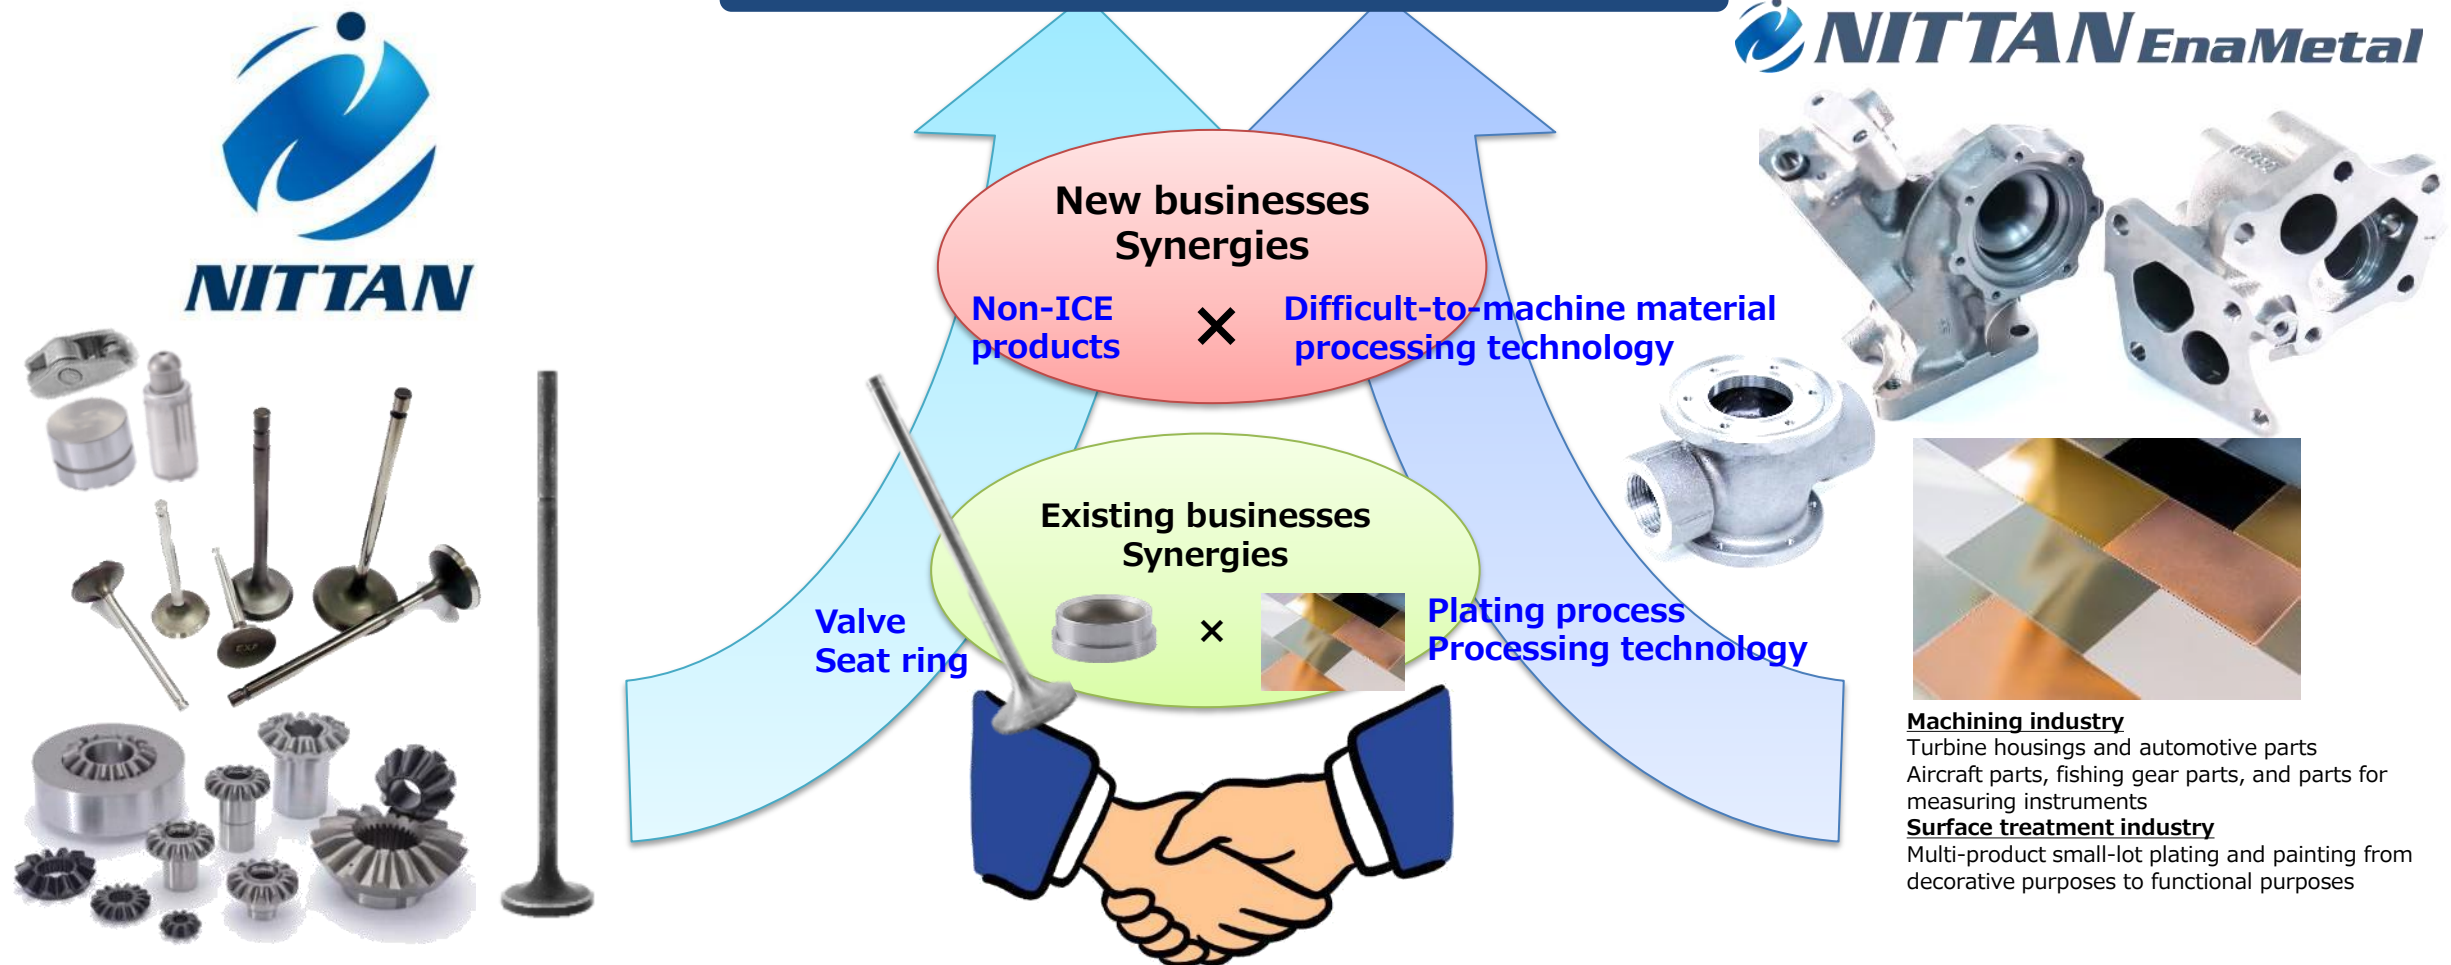 NITTAN
NITTAN EnaMetal
New businesses
Synergies
Non-ICE
products
×
Difficult-to-machine material
processing technology
Existing businesses
Synergies
Valve
Seat ring
×
Plating process
Processing technology
EXP
Machining industry
Turbine housings and automotive parts
Aircraft parts, fishing gear parts, and parts for
measuring instruments
Surface treatment industry
Multi-product small-lot plating and painting from
decorative purposes to functional purposes